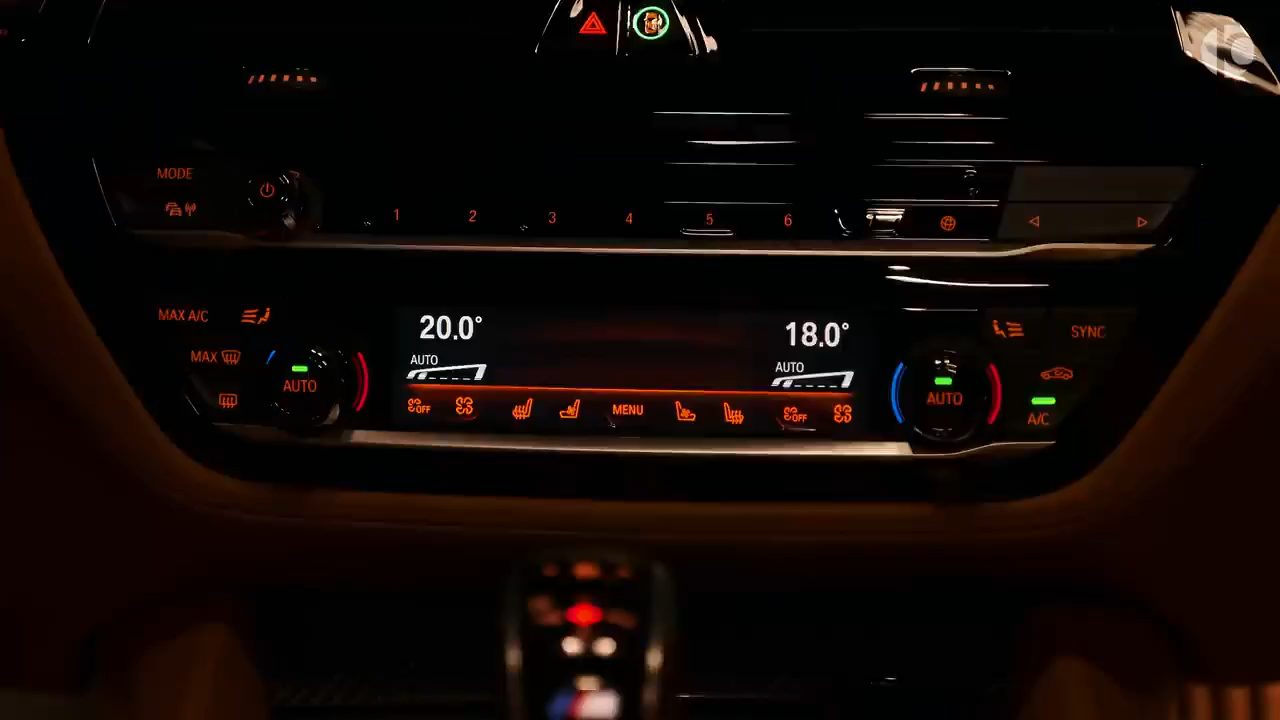 MODE
1 2 3 4 5 6
MAX A/C
20.0°
18.0°
SYNC
MAX
AUTO
AUTO
AUTO
AUTO
OFF
MENU
OFF
A/C